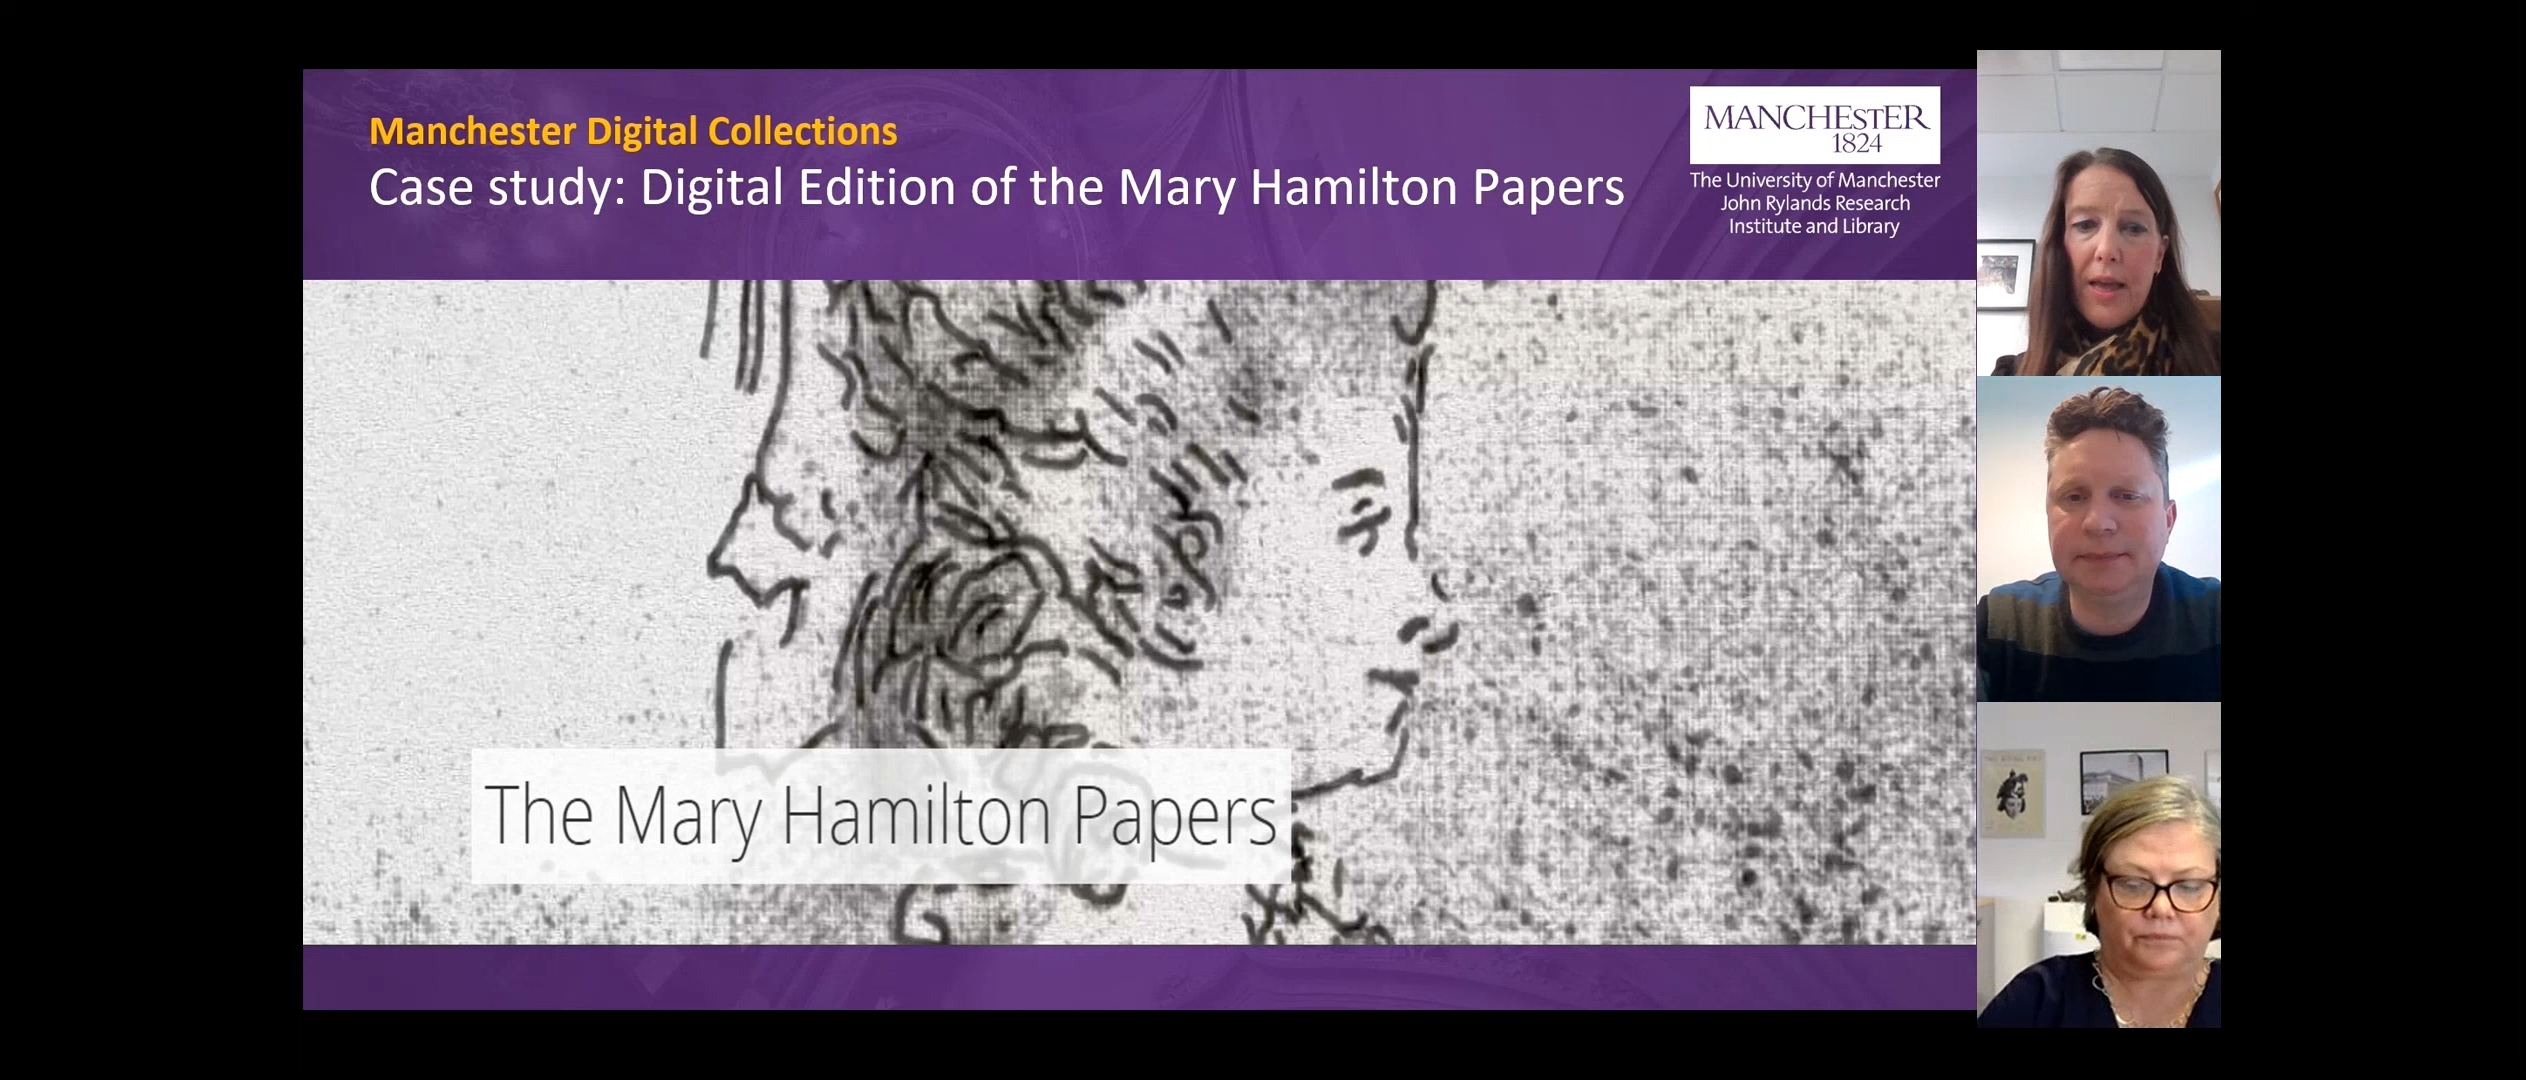 Manchester Digital Collections
Case study: Digital Edition of the Mary Hamilton Papers
MANCHEStER
1824
The University of Manchester
John Rylands Research
Institute and Library
The Mary Hamilton Papers